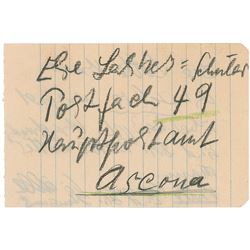 Else Lasker=Schüler
Postfach 49
Hauptpostamt
Ascona